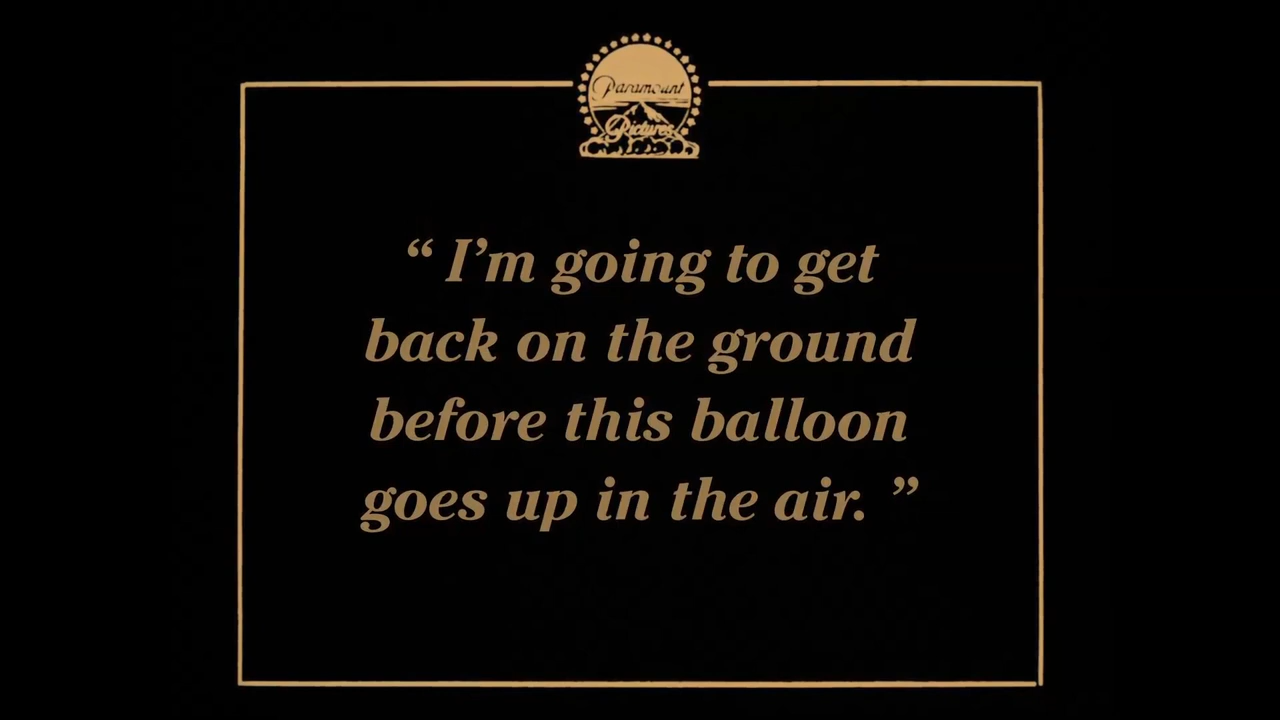 Paramount
Pictures
“ I’m going to get
back on the ground
before this balloon
goes up in the air. ”